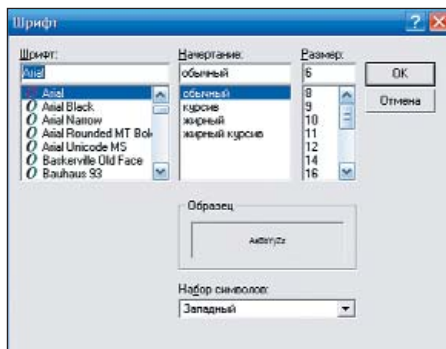 Шрифт
Шрифт: Начертание: Размер:
Arial обычный 6 OK
Arial обычный 8
Arial Black курсив 9 Отмена
Arial Narrow жирный 10
Arial Rounded MT Bol жирный курсив 11
Arial Unicode MS 12
Baskerville Old Face 14
Bauhaus 93 16
Образец
AaBbYyZz
Набор символов:
Западный